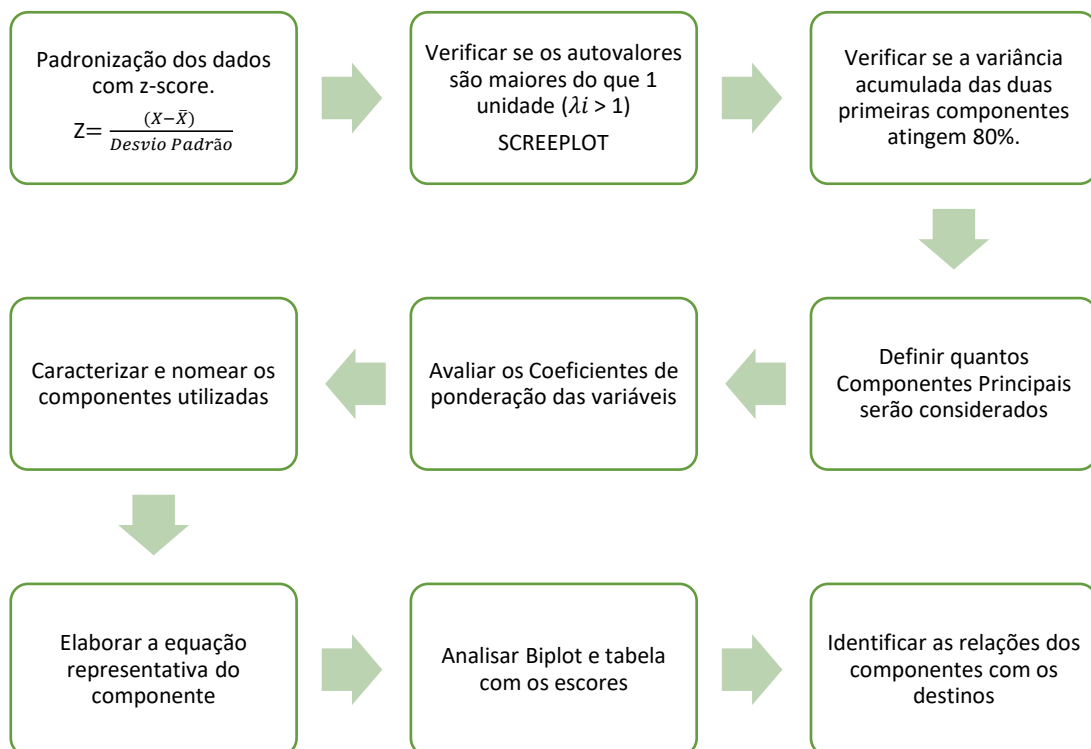 Padronização dos dados
com z-score.
Z= (X−X̄) / Desvio Padrão
Verificar se os autovalores
são maiores do que 1
unidade (λi > 1)
SCREEPLOT
Verificar se a variância
acumulada das duas
primeiras componentes
atingem 80%.
Definir quantos
Componentes Principais
serão considerados
Avaliar os Coeficientes de
ponderação das variáveis
Caracterizar e nomear os
componentes utilizadas
Elaborar a equação
representativa do
componente
Analisar Biplot e tabela
com os escores
Identificar as relações dos
componentes com os
destinos